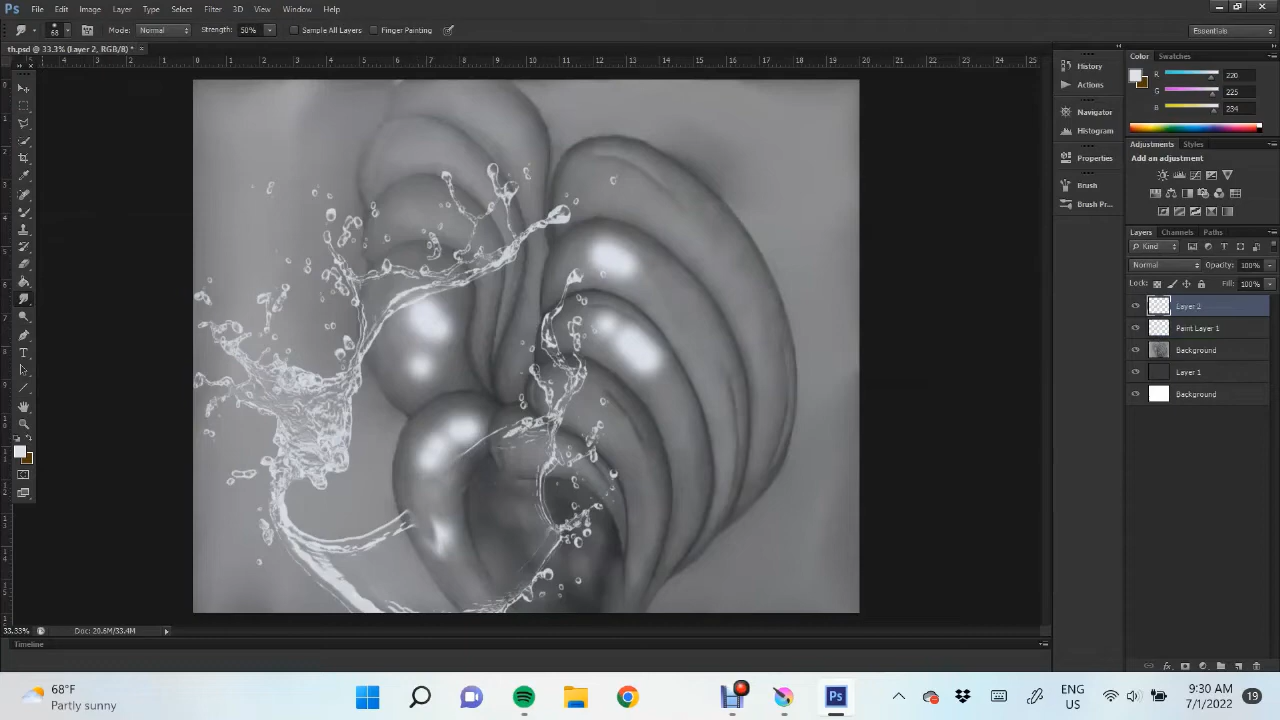 Ps File Edit Image Layer Type Select Filter 3D View Window Help
68 Mode: Normal Strength: 50% Sample All Layers Finger Painting Essentials
th.psd @ 33.3% (Layer 2, RGB/8) * ×
History
Actions
Navigator
Histogram
Properties
Brush
Brush Pr...
Color Swatches
R 220
G 225
B 234
Adjustments Styles
Add an adjustment
Layers Channels Paths
Kind
Normal Opacity: 100%
Lock: Fill: 100%
Layer 2
Paint Layer 1
Background
Layer 1
Background
33.33% Doc: 20.6M/33.4M
Timeline
68°F
Partly sunny
Ps
ENG
US
9:30 AM
7/1/2022
19